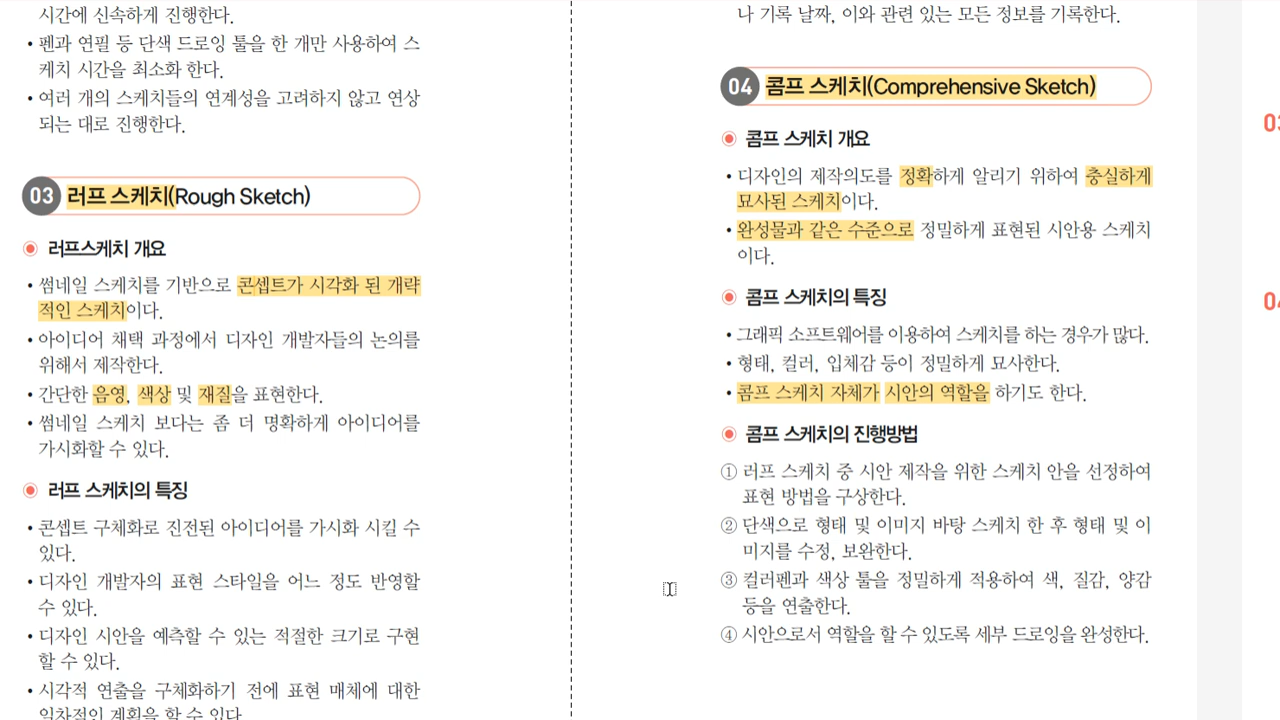 시간에 신속하게 진행한다.
• 펜과 연필 등 단색 드로잉 툴을 한 개만 사용하여 스
케치 시간을 최소화 한다.
• 여러 개의 스케치들의 연계성을 고려하지 않고 연상
되는 대로 진행한다.
03 러프 스케치(Rough Sketch)
러프스케치 개요
• 썸네일 스케치를 기반으로 콘셉트가 시각화 된 개략
적인 스케치이다.
• 아이디어 채택 과정에서 디자인 개발자들의 논의를
위해서 제작한다.
• 간단한 음영, 색상 및 재질을 표현한다.
• 썸네일 스케치 보다는 좀 더 명확하게 아이디어를
가시화할 수 있다.
러프 스케치의 특징
• 콘셉트 구체화로 진전된 아이디어를 가시화 시킬 수
있다.
• 디자인 개발자의 표현 스타일을 어느 정도 반영할
수 있다.
• 디자인 시안을 예측할 수 있는 적절한 크기로 구현
할 수 있다.
• 시각적 연출을 구체화하기 전에 표현 매체에 대한
일차적인 계획을 할 수 있다
나 기록 날짜, 이와 관련 있는 모든 정보를 기록한다.
04 콤프 스케치(Comprehensive Sketch)
콤프 스케치 개요
• 디자인의 제작의도를 정확하게 알리기 위하여 충실하게
묘사된 스케치이다.
• 완성물과 같은 수준으로 정밀하게 표현된 시안용 스케치
이다.
콤프 스케치의 특징
• 그래픽 소프트웨어를 이용하여 스케치를 하는 경우가 많다.
• 형태, 컬러, 입체감 등이 정밀하게 묘사한다.
• 콤프 스케치 자체가 시안의 역할을 하기도 한다.
콤프 스케치의 진행방법
① 러프 스케치 중 시안 제작을 위한 스케치 안을 선정하여
표현 방법을 구상한다.
② 단색으로 형태 및 이미지 바탕 스케치 한 후 형태 및 이
미지를 수정, 보완한다.
③ 컬러펜과 색상 툴을 정밀하게 적용하여 색, 질감, 양감
등을 연출한다.
④ 시안으로서 역할을 할 수 있도록 세부 드로잉을 완성한다.